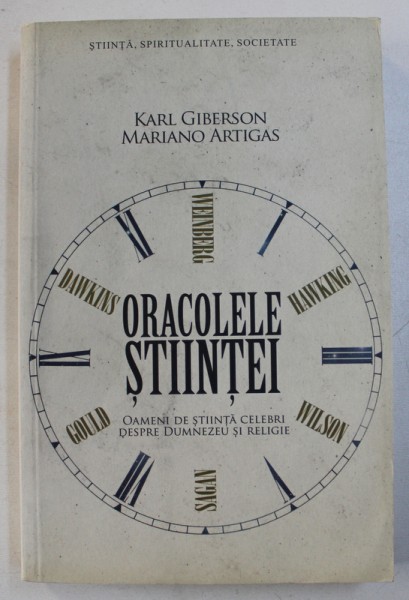 ȘTIINȚĂ, SPIRITUALITATE, SOCIETATE
KARL GIBERSON
MARIANO ARTIGAS
WEINBERG
DAWKINS
HAWKING
ORACOLELE
ȘTIINȚEI
OAMENI DE ȘTIINȚĂ CELEBRI
DESPRE DUMNEZEU ȘI RELIGIE
GOULD
WILSON
SAGAN